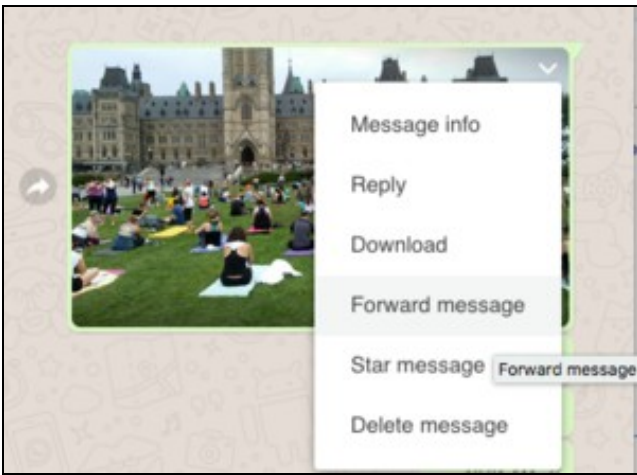 Message info
Reply
Download
Forward message
Star message
Forward message
Delete message